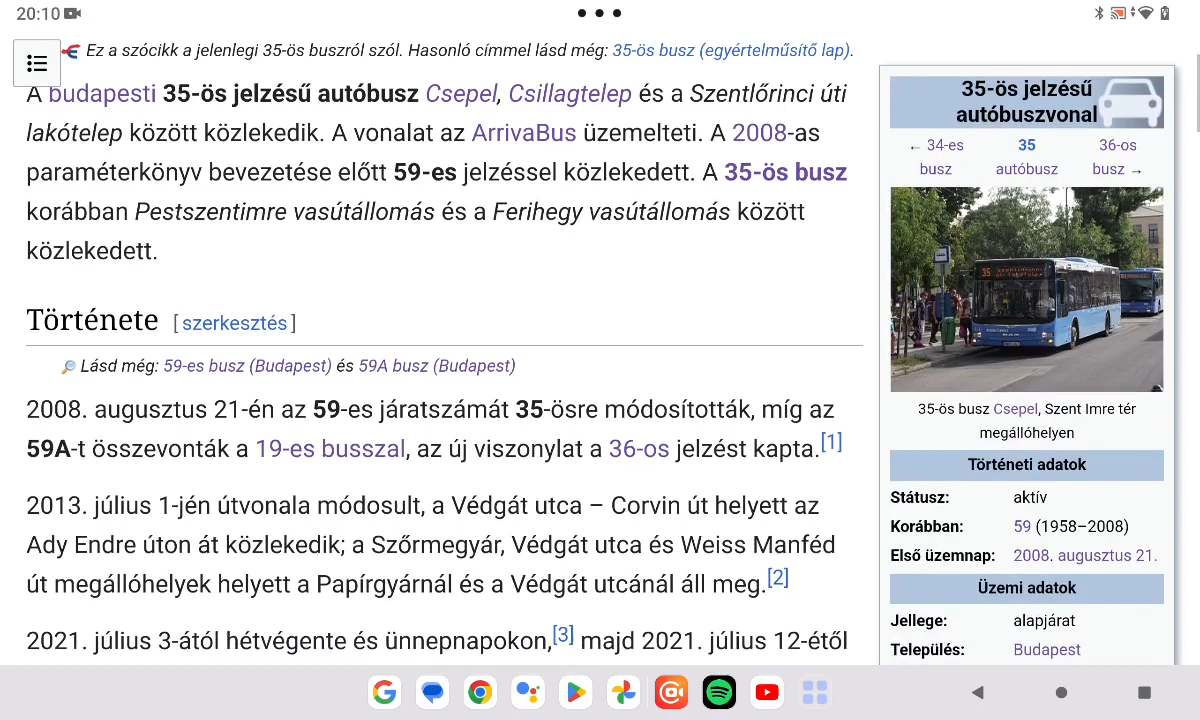 20:10
Ez a szócikk a jelenlegi 35-ös buszról szól. Hasonló címmel lásd még: 35-ös busz (egyértelműsítő lap).
A budapesti 35-ös jelzésű autóbusz Csepel, Csillagtelep és a Szentlőrinci úti
lakótelep között közlekedik. A vonalat az ArrivaBus üzemelteti. A 2008-as
paraméterkönyv bevezetése előtt 59-es jelzéssel közlekedett. A 35-ös busz
korábban Pestszentimre vasútállomás és a Ferihegy vasútállomás között
közlekedett.
Története [ szerkesztés ]
Lásd még: 59-es busz (Budapest) és 59A busz (Budapest)
2008. augusztus 21-én az 59-es járatszámát 35-ösre módosították, míg az
59A-t összevonták a 19-es busszal, az új viszonylat a 36-os jelzést kapta.[1]
2013. július 1-jén útvonala módosult, a Védgát utca – Corvin út helyett az
Ady Endre úton át közlekedik; a Szőrmegyár, Védgát utca és Weiss Manféd
út megállóhelyek helyett a Papírgyárnál és a Védgát utcánál áll meg.[2]
2021. július 3-ától hétvégente és ünnepnapokon,[3] majd 2021. július 12-étől
35-ös jelzésű
autóbuszvonal
← 34-es
busz
35
autóbusz
36-os
busz →
35
35-ös busz Csepel, Szent Imre tér
megállóhelyen
Történeti adatok
Státusz: aktív
Korábban: 59 (1958–2008)
Első üzemnap: 2008. augusztus 21.
Üzemi adatok
Jellege: alapjárat
Település: Budapest